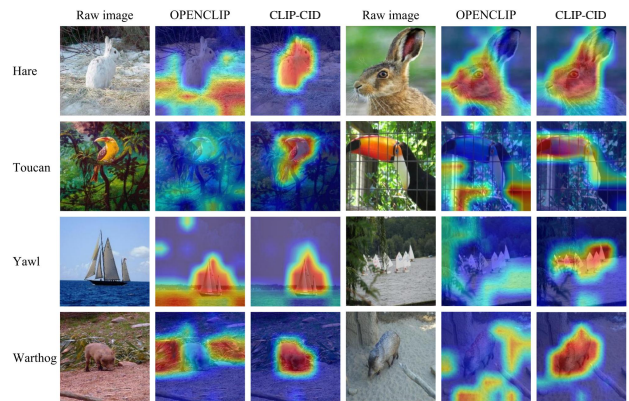 Raw image OPENCLIP CLIP-CID Raw image OPENCLIP CLIP-CID
Hare
Toucan
Yawl
Warthog